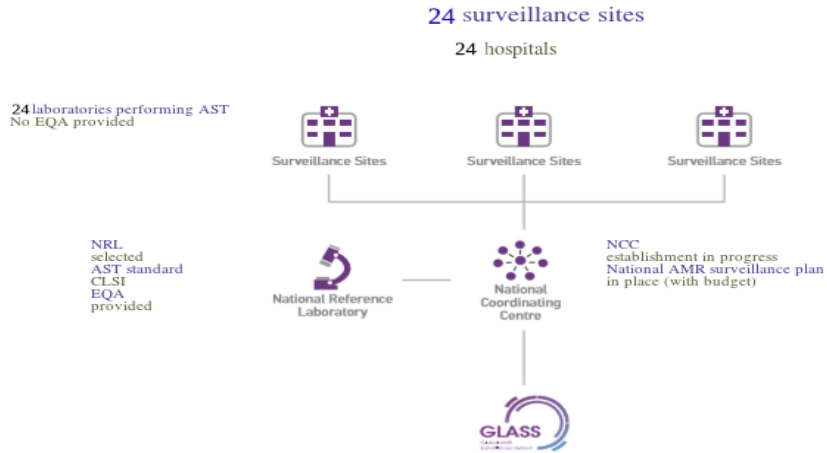 24 surveillance sites
24 hospitals
24 laboratories performing AST
No EQA provided
Surveillance Sites
Surveillance Sites
Surveillance Sites
NRL
selected
AST standard
CLSI
EQA
provided
National Reference
Laboratory
National
Coordinating
Centre
NCC
establishment in progress
National AMR surveillance plan
in place (with budget)
GLASS